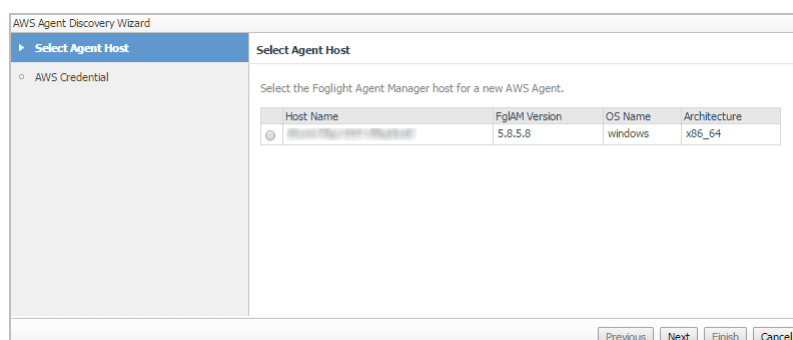 AWS Agent Discovery Wizard
Select Agent Host
AWS Credential
Select Agent Host
Select the Foglight Agent Manager host for a new AWS Agent.
Host Name FglAM Version OS Name Architecture
5.8.5.8 windows x86_64
Previous Next Finish Cancel